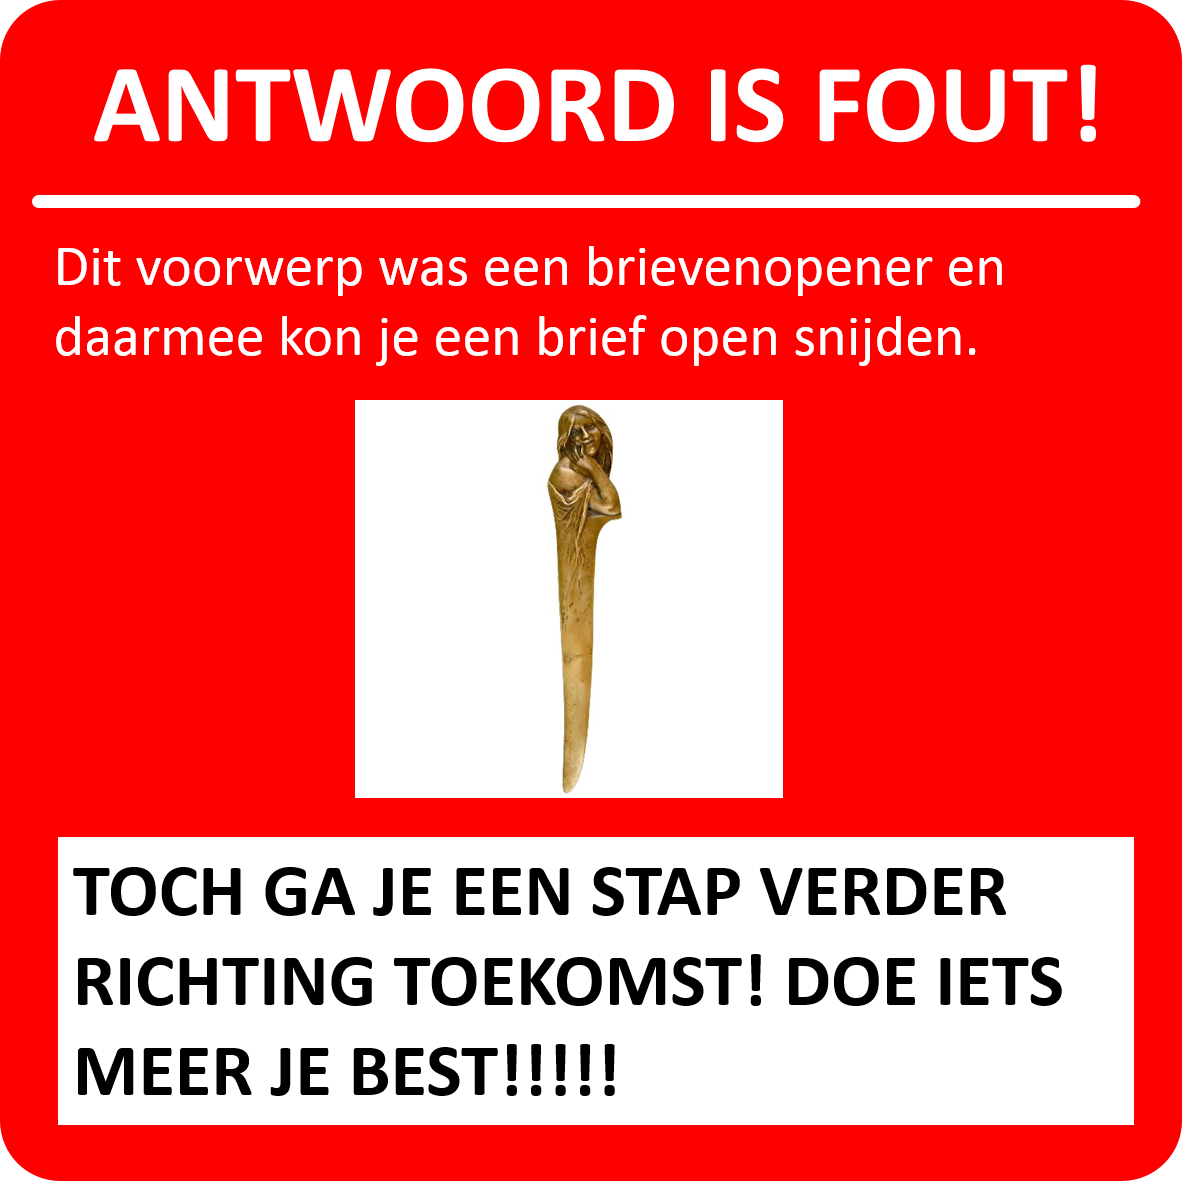 ANTWOORD IS FOUT!
Dit voorwerp was een brievenopener en
daarmee kon je een brief open snijden.
TOCH GA JE EEN STAP VERDER
RICHTING TOEKOMST! DOE IETS
MEER JE BEST!!!!!